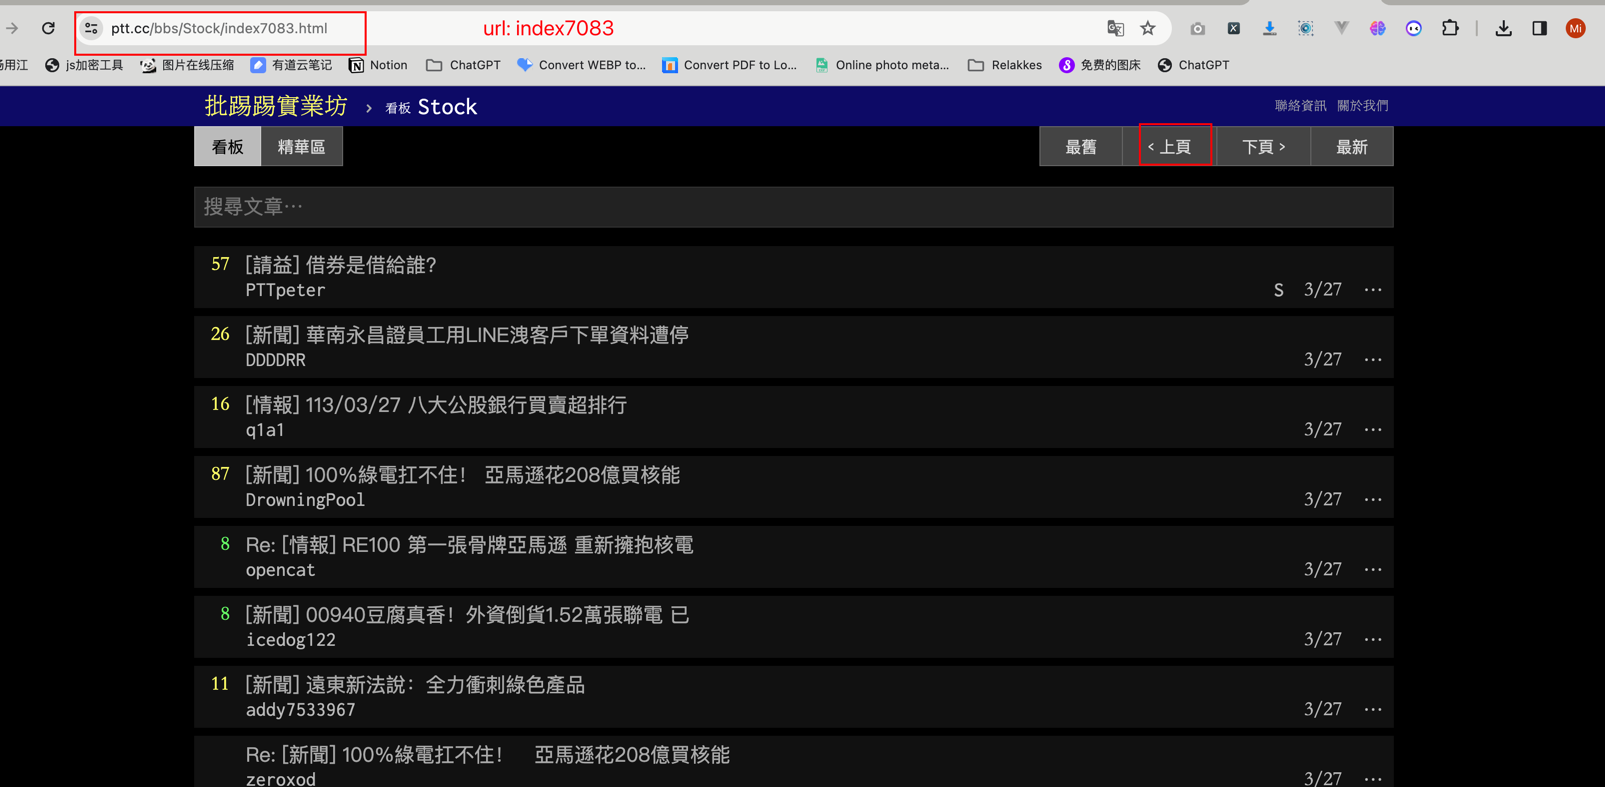 ptt.cc/bbs/Stock/index7083.html
url: index7083
Mi
用江
js加密工具
图片在线压缩
有道云笔记
Notion
ChatGPT
Convert WEBP to...
Convert PDF to Lo...
Online photo meta...
Relakkes
免费的图床
ChatGPT
批踢踢實業坊 › 看板 Stock
聯絡資訊 關於我們
看板 精華區
最舊 ‹ 上頁 下頁 › 最新
搜尋文章⋯
57 [請益] 借券是借給誰?
PTTpeter S 3/27 ⋯
26 [新聞] 華南永昌證員工用LINE洩客戶下單資料遭停
DDDDRR 3/27 ⋯
16 [情報] 113/03/27 八大公股銀行買賣超排行
q1a1 3/27 ⋯
87 [新聞] 100%綠電扛不住！ 亞馬遜花208億買核能
DrowningPool 3/27 ⋯
8 Re: [情報] RE100 第一張骨牌亞馬遜 重新擁抱核電
opencat 3/27 ⋯
8 [新聞] 00940豆腐真香！外資倒貨1.52萬張聯電 已
icedog122 3/27 ⋯
11 [新聞] 遠東新法說：全力衝刺綠色產品
addy7533967 3/27 ⋯
Re: [新聞] 100%綠電扛不住！ 亞馬遜花208億買核能
zeroxod 3/27 ⋯